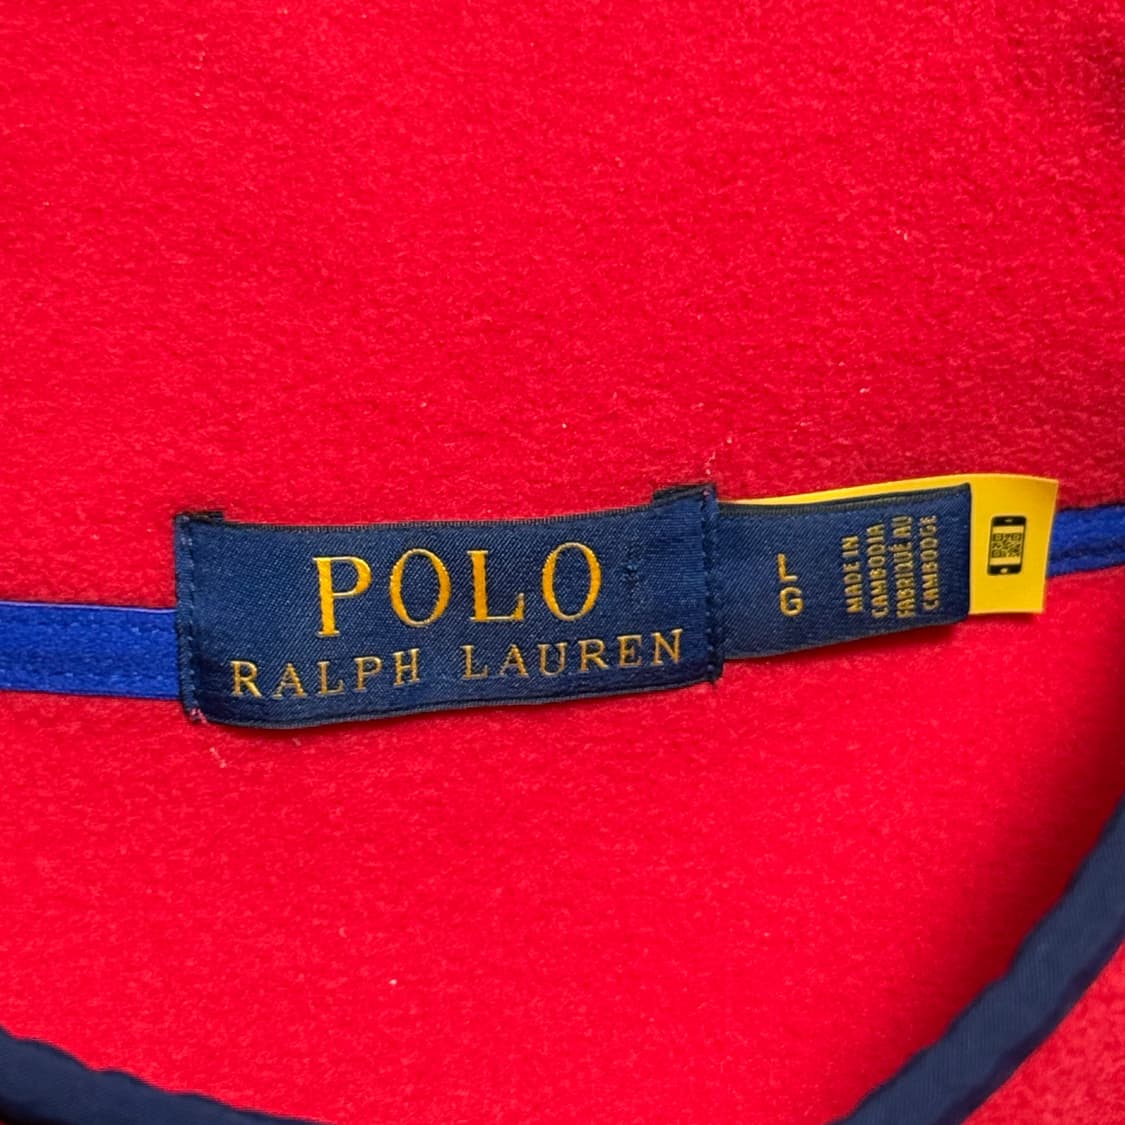 POLO
RALPH LAUREN
L
G
MADE IN
CAMBODIA
FABRIQUÉ AU
CAMBODGE